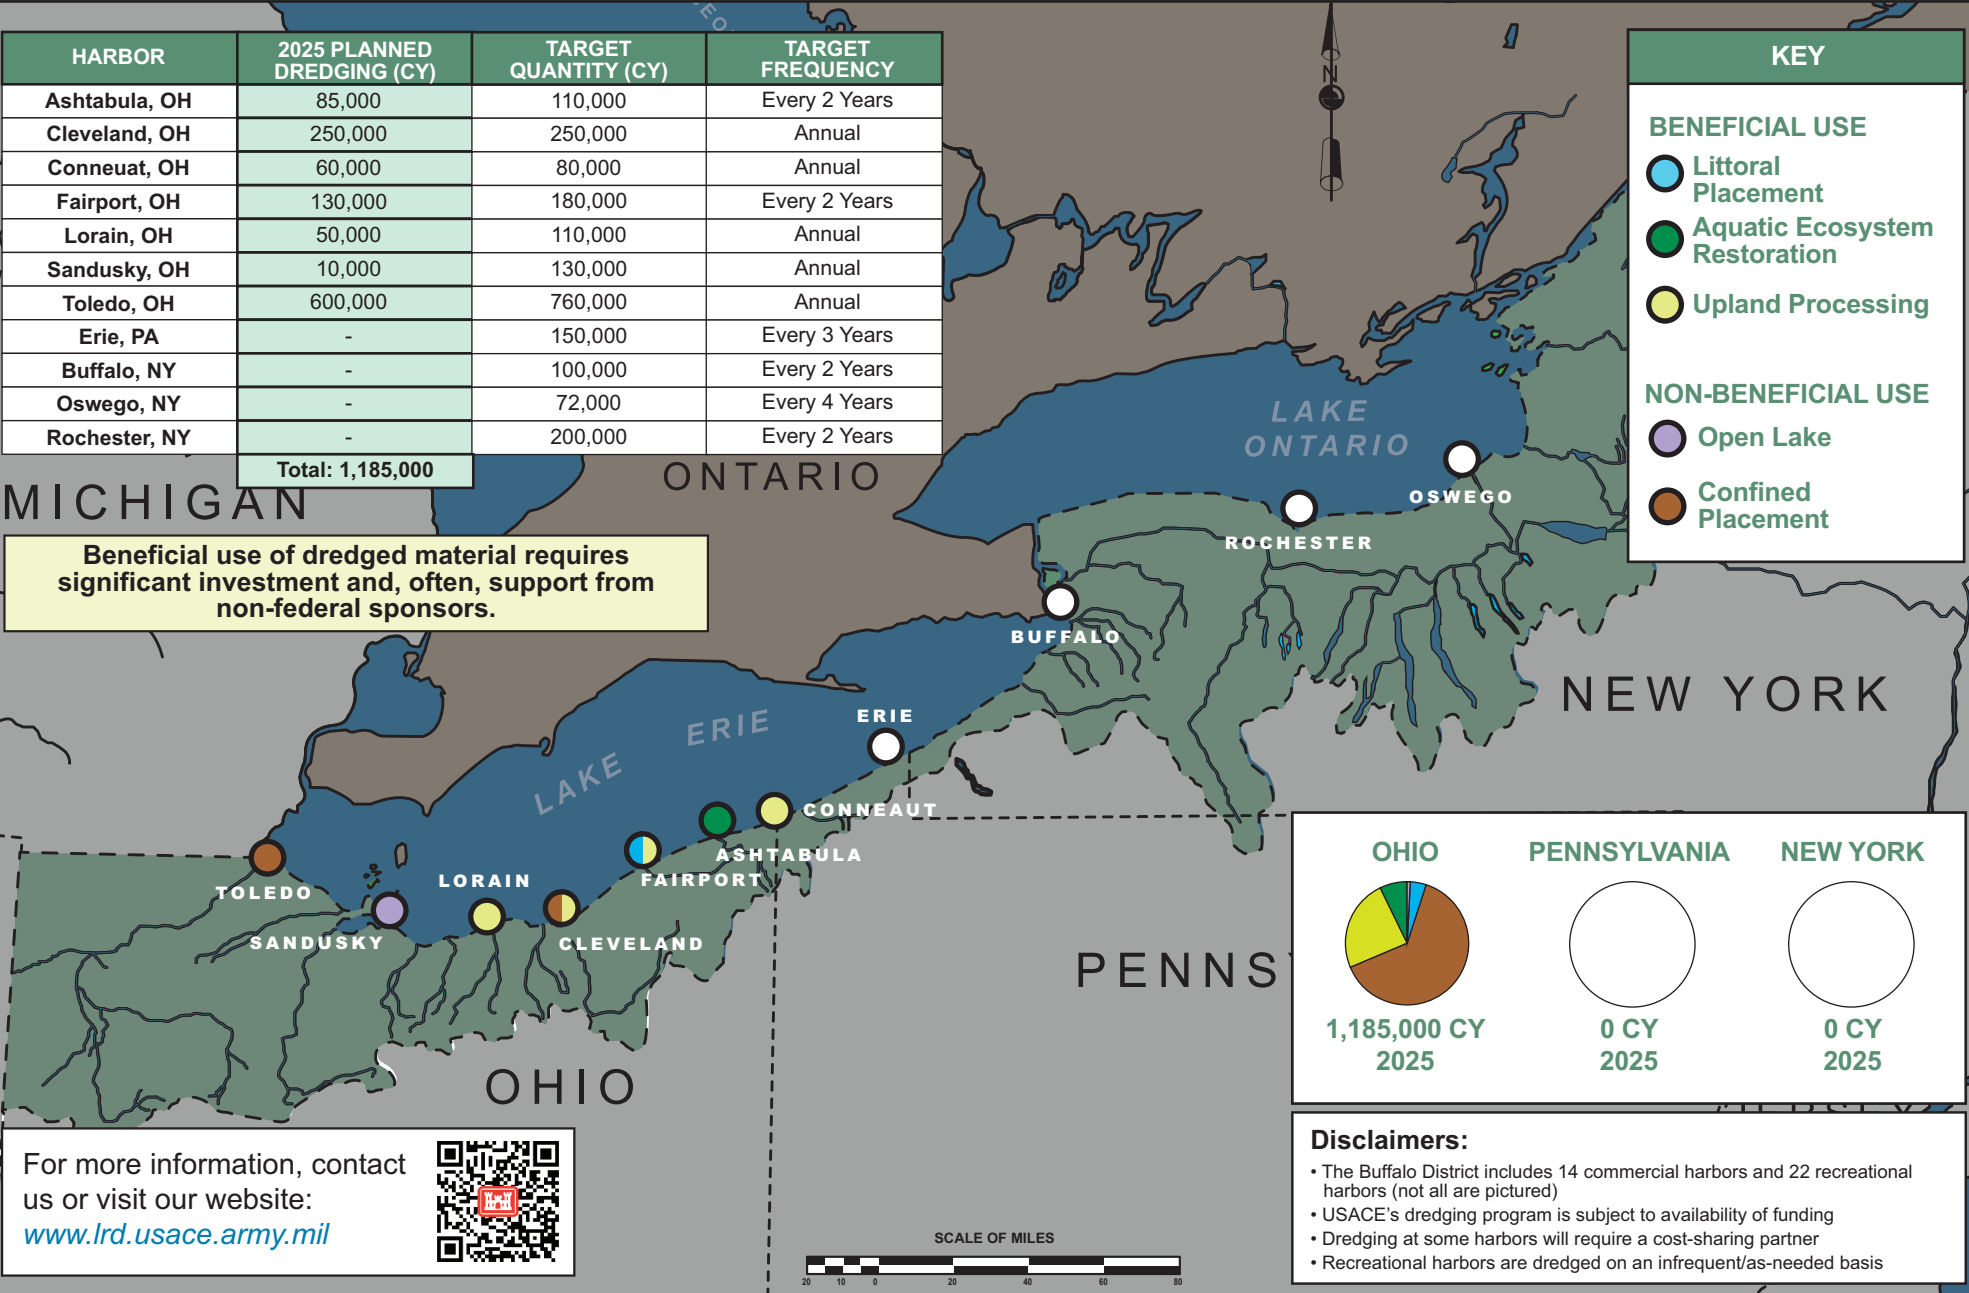 HARBOR
2025 PLANNED
DREDGING (CY)
TARGET
QUANTITY (CY)
TARGET
FREQUENCY
Ashtabula, OH 85,000 110,000 Every 2 Years
Cleveland, OH 250,000 250,000 Annual
Conneuat, OH 60,000 80,000 Annual
Fairport, OH 130,000 180,000 Every 2 Years
Lorain, OH 50,000 110,000 Annual
Sandusky, OH 10,000 130,000 Annual
Toledo, OH 600,000 760,000 Annual
Erie, PA - 150,000 Every 3 Years
Buffalo, NY - 100,000 Every 2 Years
Oswego, NY - 72,000 Every 4 Years
Rochester, NY - 200,000 Every 2 Years
Total: 1,185,000
N
KEY
BENEFICIAL USE
Littoral
Placement
Aquatic Ecosystem
Restoration
Upland Processing
NON-BENEFICIAL USE
Open Lake
Confined
Placement
MICHIGAN
ONTARIO
LAKE
ONTARIO
OSWEGO
ROCHESTER
BUFFALO
Beneficial use of dredged material requires
significant investment and, often, support from
non-federal sponsors.
NEW YORK
LAKE ERIE
ERIE
CONNEAUT
ASHTABULA
FAIRPORT
TOLEDO
LORAIN
SANDUSKY
CLEVELAND
PENNS
OHIO
OHIO
1,185,000 CY
2025
PENNSYLVANIA
0 CY
2025
NEW YORK
0 CY
2025
For more information, contact
us or visit our website:
www.lrd.usace.army.mil
SCALE OF MILES
20 10 0 20 40 60 80
Disclaimers:
• The Buffalo District includes 14 commercial harbors and 22 recreational
harbors (not all are pictured)
• USACE's dredging program is subject to availability of funding
• Dredging at some harbors will require a cost-sharing partner
• Recreational harbors are dredged on an infrequent/as-needed basis